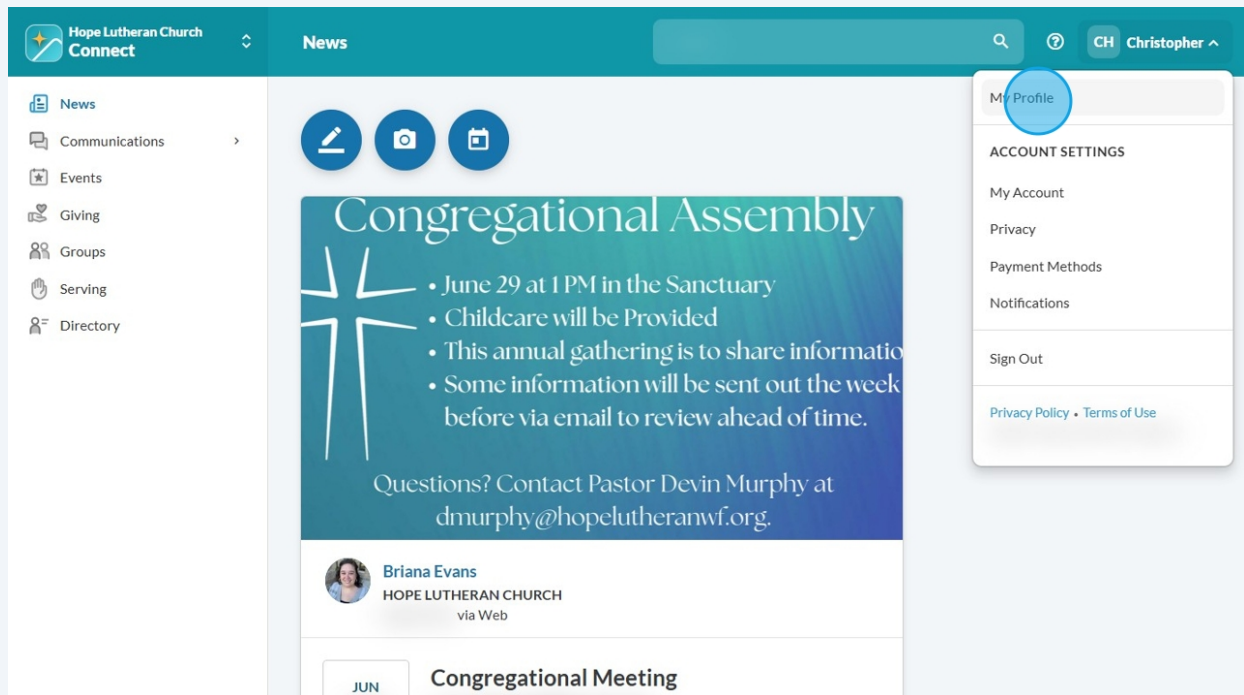 Hope Lutheran Church
Connect
News
CH Christopher
News
Communications
Events
Giving
Groups
Serving
Directory
My Profile
ACCOUNT SETTINGS
My Account
Privacy
Payment Methods
Notifications
Sign Out
Privacy Policy • Terms of Use
Congregational Assembly
• June 29 at 1 PM in the Sanctuary
• Childcare will be Provided
• This annual gathering is to share informatio
• Some information will be sent out the week
before via email to review ahead of time.
Questions? Contact Pastor Devin Murphy at
dmurphy@hopelutheranwf.org.
Briana Evans
HOPE LUTHERAN CHURCH
via Web
JUN
Congregational Meeting